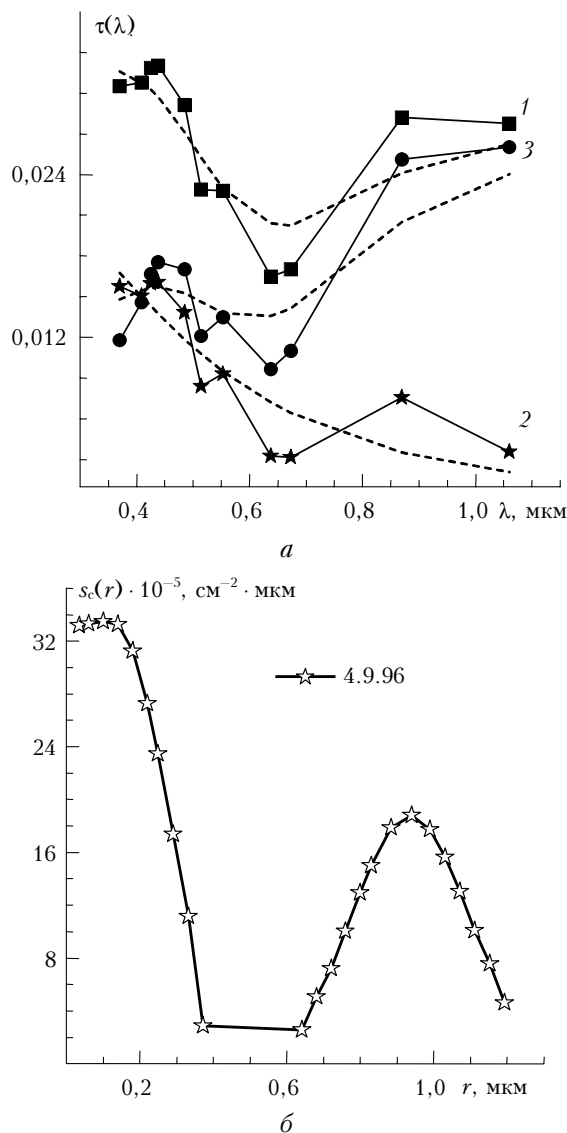 τ(λ)
1
3
0,024
0,012
2
0,4 0,6 0,8 1,0 λ, мкм
а
s_c(r) · 10⁻⁵, см⁻² · мкм
32
4.9.96
24
16
8
0,2 0,6 1,0 r, мкм
б